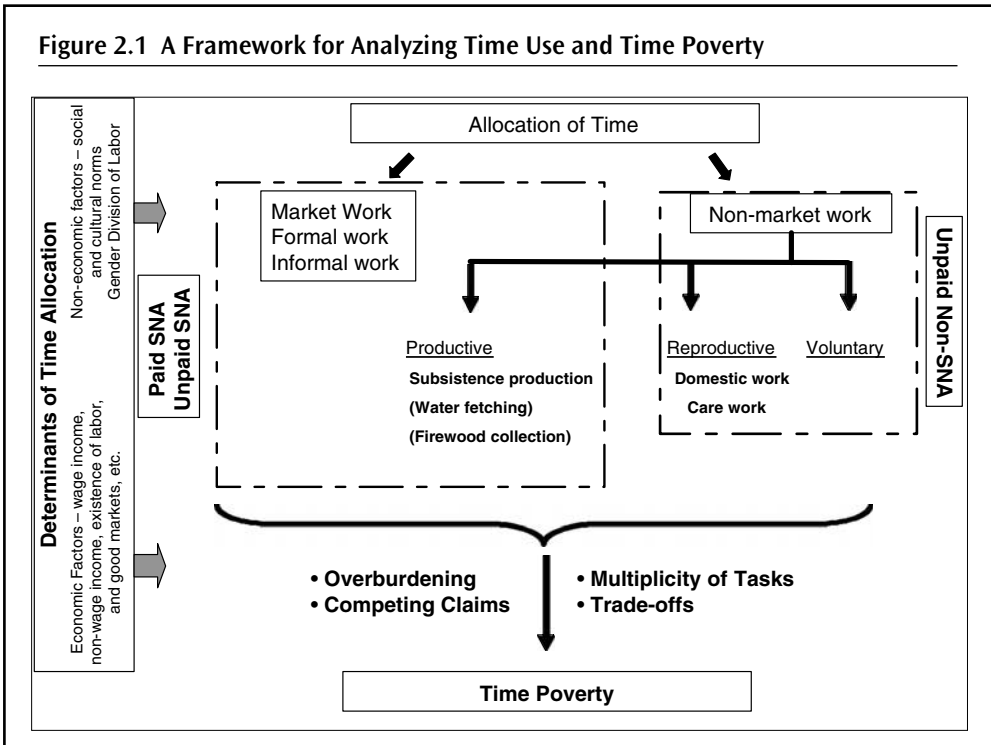 Figure 2.1 A Framework for Analyzing Time Use and Time Poverty
Determinants of Time Allocation
Non-economic factors – social
and cultural norms
Gender Division of Labor
Economic Factors – wage income,
non-wage income, existence of labor,
and good markets, etc.
Paid SNA
Unpaid SNA
Allocation of Time
Market Work
Formal work
Informal work
Non-market work
Unpaid Non-SNA
Productive
Subsistence production
(Water fetching)
(Firewood collection)
Reproductive
Domestic work
Care work
Voluntary
• Overburdening
• Competing Claims
• Multiplicity of Tasks
• Trade-offs
Time Poverty